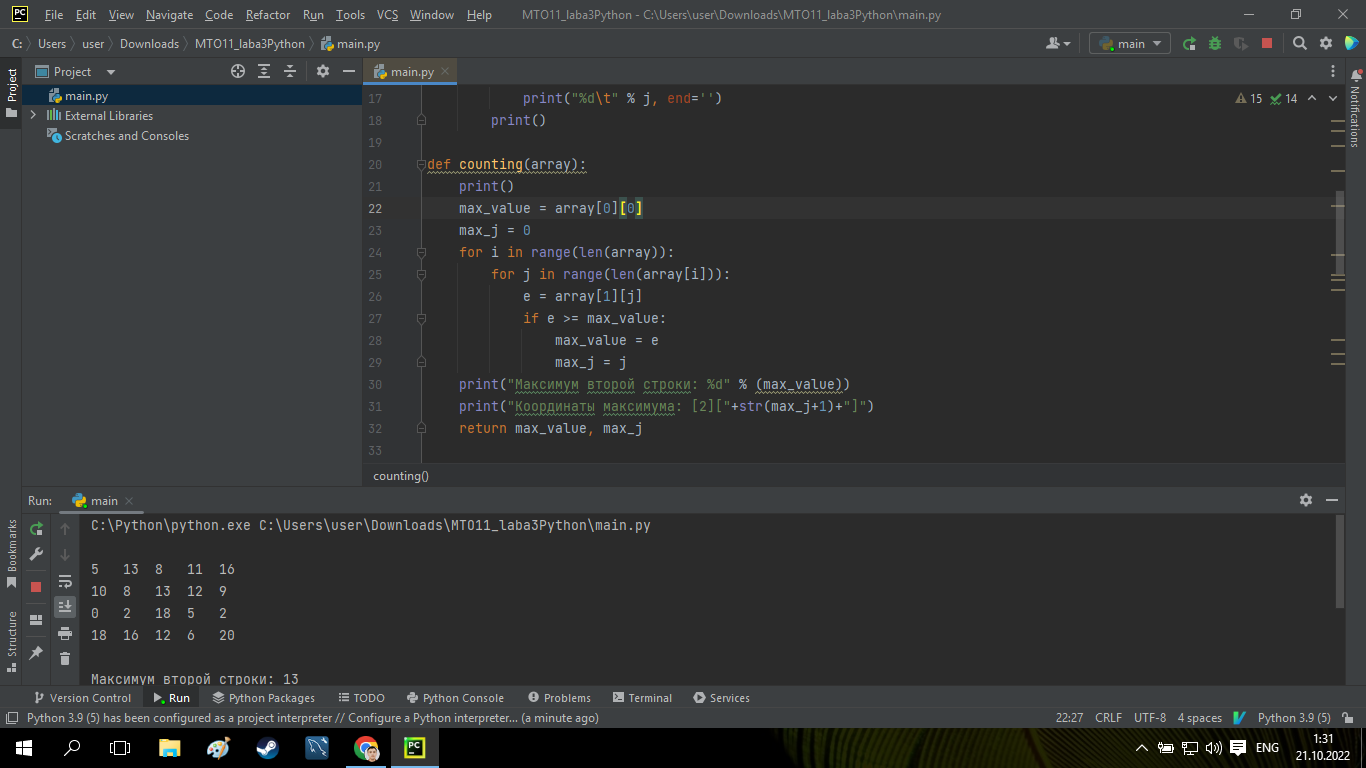 PC File Edit View Navigate Code Refactor Run Tools VCS Window Help MTO11_laba3Python - C:\Users\user\Downloads\MTO11_laba3Python\main.py
C: Users user Downloads MTO11_laba3Python main.py main
Project Project main.py
main.py
External Libraries
Scratches and Consoles
Notifications
15 14
17 print("%d\t" % j, end='')
18 print()
19
20 def counting(array):
21 print()
22 max_value = array[0][0]
23 max_j = 0
24 for i in range(len(array)):
25 for j in range(len(array[i])):
26 e = array[1][j]
27 if e >= max_value:
28 max_value = e
29 max_j = j
30 print("Максимум второй строки: %d" % (max_value))
31 print("Координаты максимума: [2]["+str(max_j+1)+"]")
32 return max_value, max_j
33
counting()
Run: main
Bookmarks
Structure
C:\Python\python.exe C:\Users\user\Downloads\MTO11_laba3Python\main.py
5 13 8 11 16
10 8 13 12 9
0 2 18 5 2
18 16 12 6 20
Максимум второй строки: 13
Version Control Run Python Packages TODO Python Console Problems Terminal Services
Python 3.9 (5) has been configured as a project interpreter // Configure a Python interpreter... (a minute ago) 22:27 CRLF UTF-8 4 spaces Python 3.9 (5)
PC ENG 1:31
21.10.2022